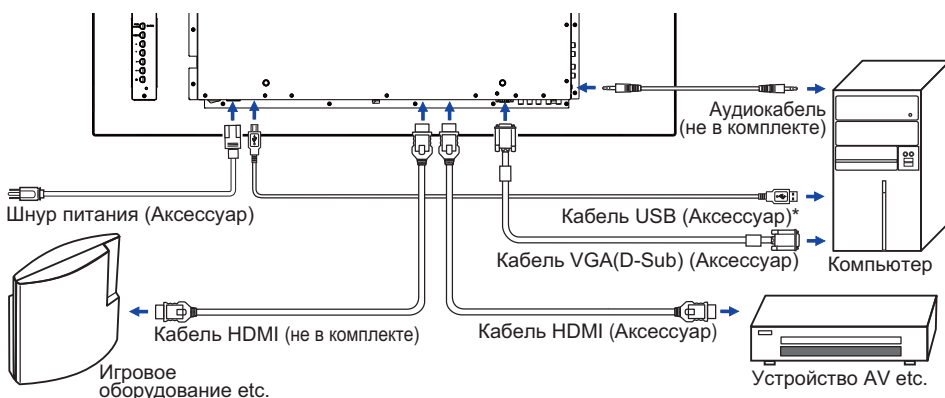 Аудиокабель
(не в комплекте)
Шнур питания (Аксессуар)
Кабель USB (Аксессуар)*
Кабель VGA(D-Sub) (Аксессуар)
Компьютер
Кабель HDMI (не в комплекте)
Кабель HDMI (Аксессуар)
Игровое
оборудование etc.
Устройство AV etc.